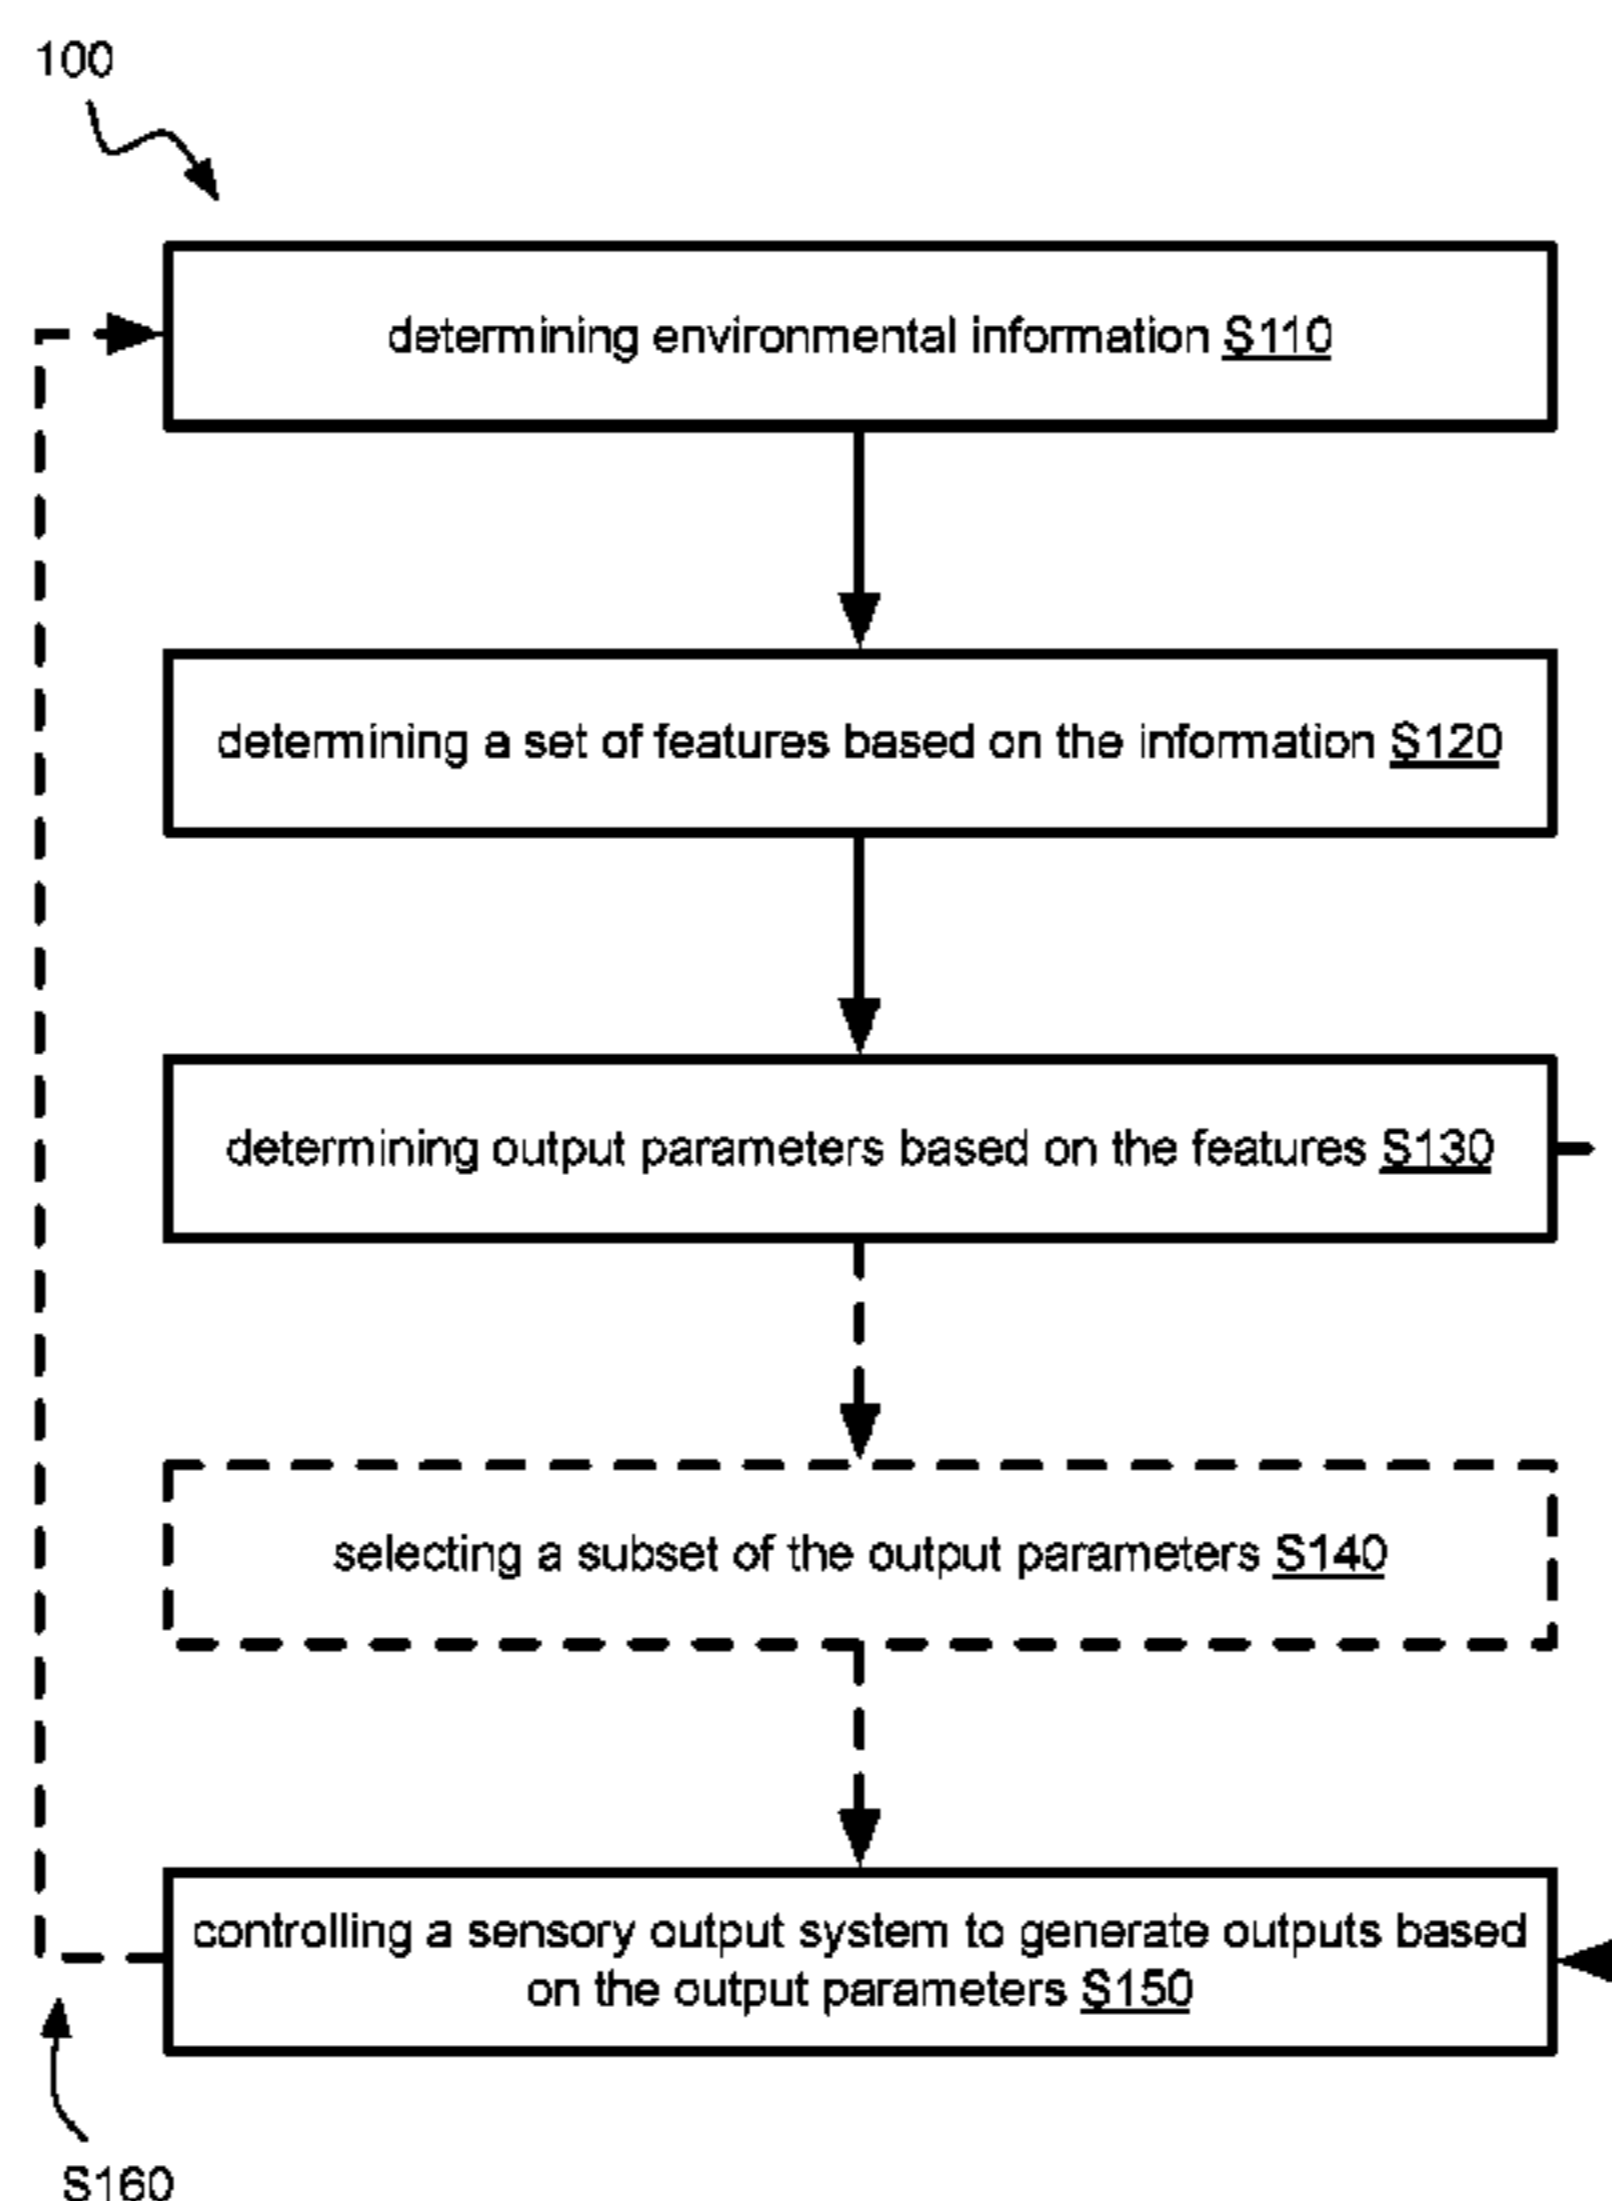 100
determining environmental information S110
determining a set of features based on the information S120
determining output parameters based on the features S130
selecting a subset of the output parameters S140
controlling a sensory output system to generate outputs based
on the output parameters S150
S160